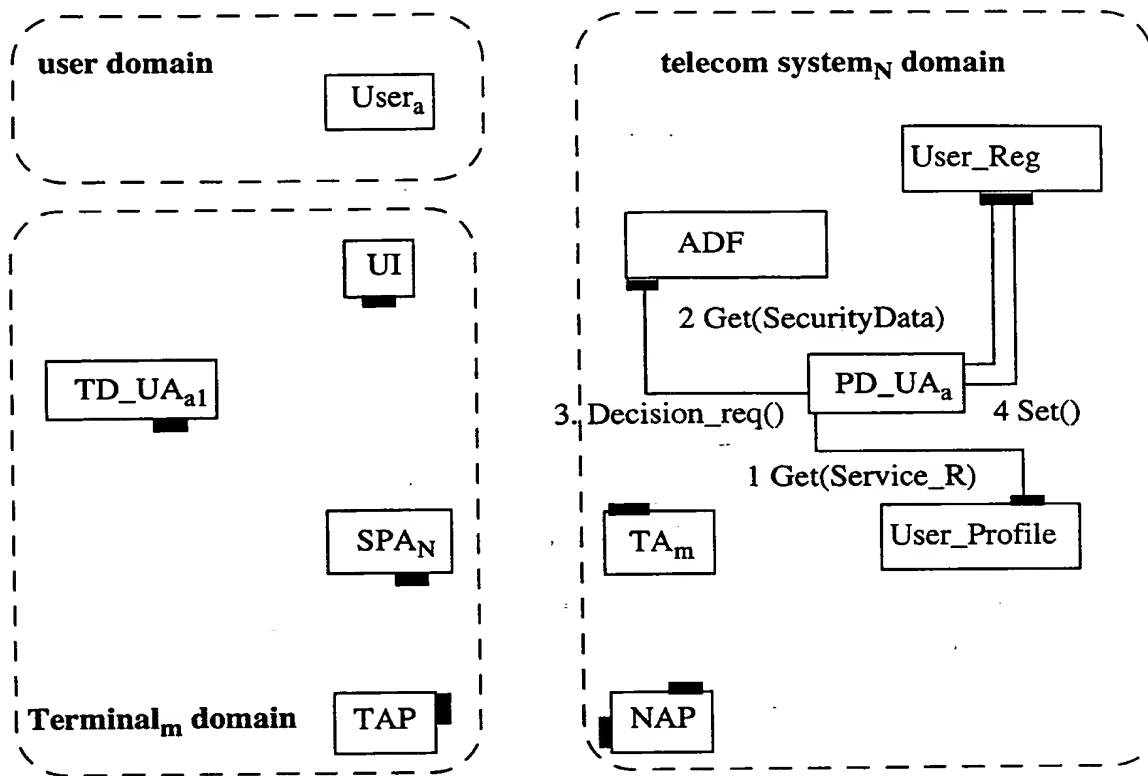 user domain
User_a
telecom system_N domain
User_Reg
UI
ADF
2 Get(SecurityData)
TD_UA_a1
PD_UA_a
3. Decision_req()
4 Set()
1 Get(Service_R)
SPA_N
TA_m
User_Profile
Terminal_m domain
TAP
NAP